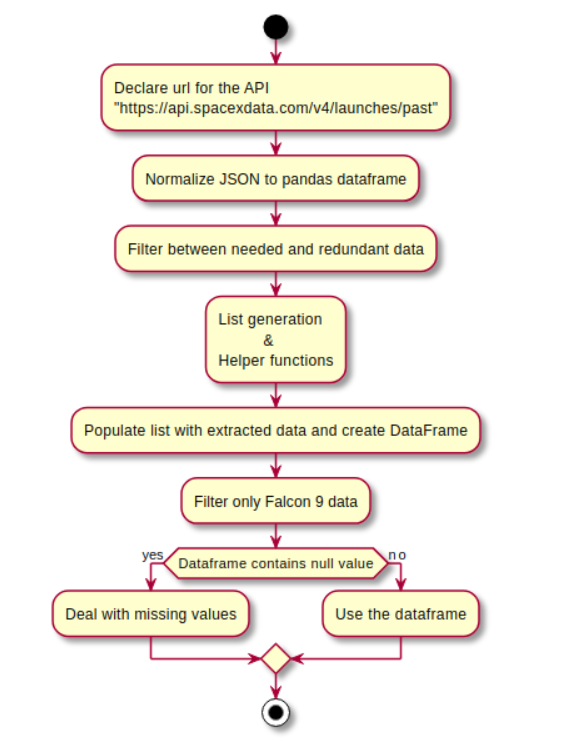 Declare url for the API
"https://api.spacexdata.com/v4/launches/past"
Normalize JSON to pandas dataframe
Filter between needed and redundant data
List generation
&
Helper functions
Populate list with extracted data and create DataFrame
Filter only Falcon 9 data
yes
Dataframe contains null value
no
Deal with missing values
Use the dataframe